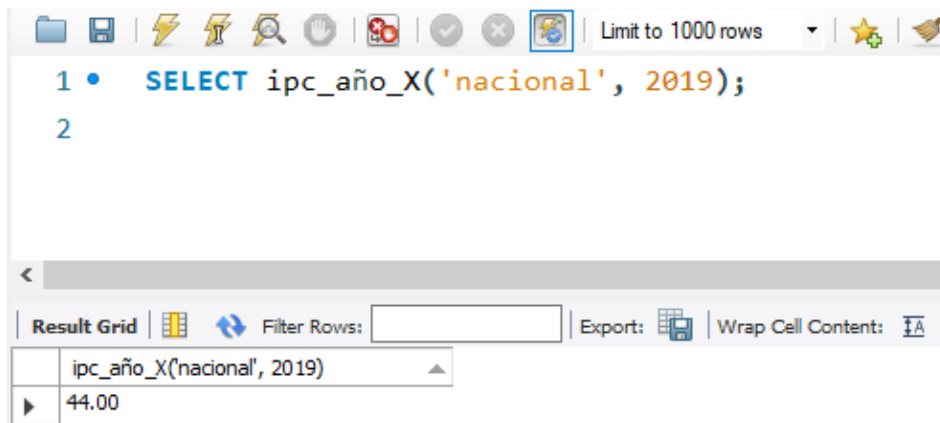 Limit to 1000 rows
1 SELECT ipc_año_X('nacional', 2019);
2
Result Grid Filter Rows: Export: Wrap Cell Content: IA
ipc_año_X('nacional', 2019)
44.00